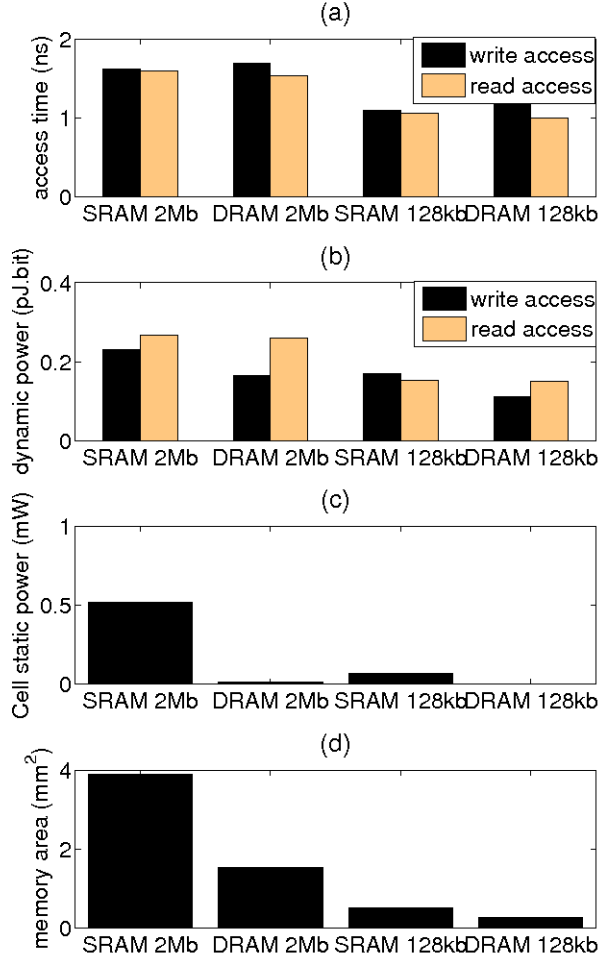 (a)
access time (ns)
2
1
0
write access
read access
SRAM 2Mb DRAM 2Mb SRAM 128kb DRAM 128kb
(b)
dynamic power (pJ.bit)
0.4
0.2
0
write access
read access
SRAM 2Mb DRAM 2Mb SRAM 128kb DRAM 128kb
(c)
Cell static power (mW)
1
0.5
0
SRAM 2Mb DRAM 2Mb SRAM 128kb DRAM 128kb
(d)
memory area (mm²)
4
2
0
SRAM 2Mb DRAM 2Mb SRAM 128kb DRAM 128kb